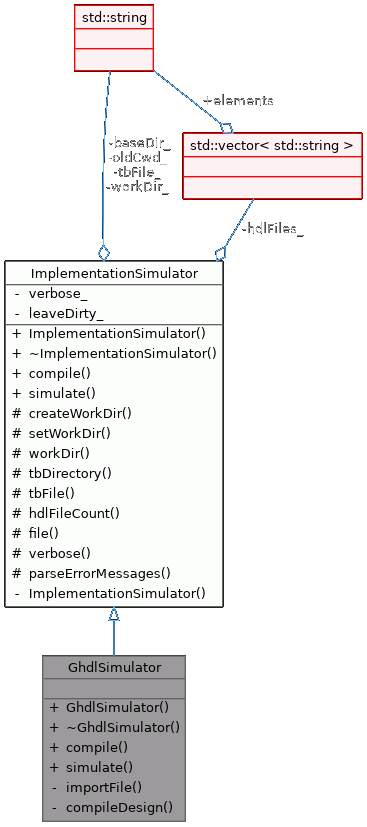 std::string
+elements
-baseDir_
-oldCwd_
-tbFile_
-workDir_
std::vector< std::string >
-hdlFiles_
ImplementationSimulator
- verbose_
- leaveDirty_
+ ImplementationSimulator()
+ ~ImplementationSimulator()
+ compile()
+ simulate()
# createWorkDir()
# setWorkDir()
# workDir()
# tbDirectory()
# tbFile()
# hdlFileCount()
# file()
# verbose()
# parseErrorMessages()
- ImplementationSimulator()
GhdlSimulator
+ GhdlSimulator()
+ ~GhdlSimulator()
+ compile()
+ simulate()
- importFile()
- compileDesign()